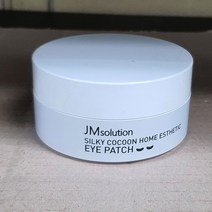 JMsolution
SILKY COCOON HOME ESTHETIC
EYE PATCH